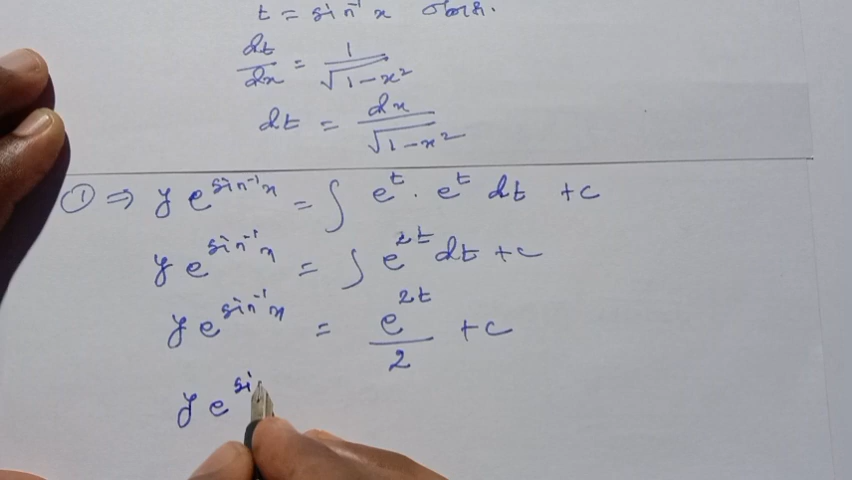 t = sin⁻¹ x என்க.
dt/dx = 1/√(1-x²)
dt = dx/√(1-x²)
① ⇒ y e^(sin⁻¹x) = ∫ e^t . e^t dt + c
y e^(sin⁻¹x) = ∫ e^(2t) dt + c
y e^(sin⁻¹x) = e^(2t)/2 + c
y e^(si